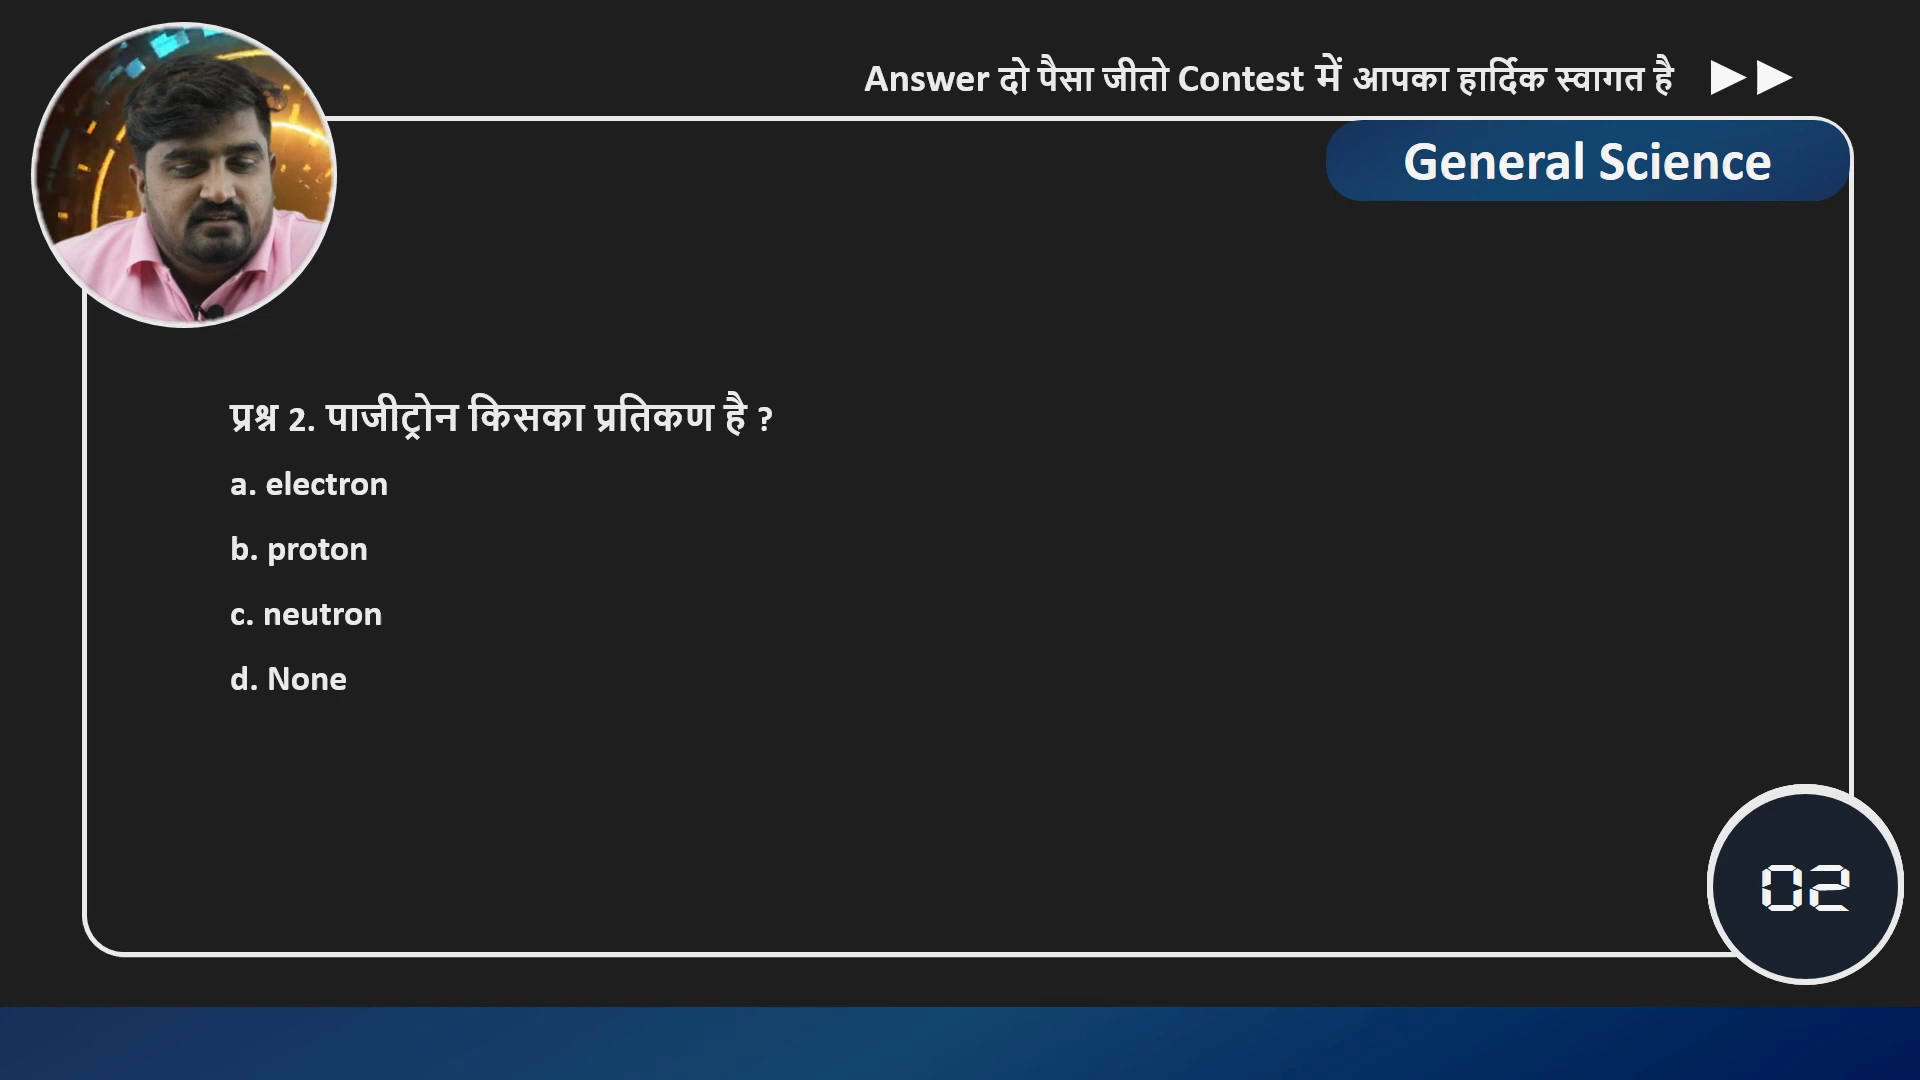 Answer दो पैसा जीतो Contest में आपका हार्दिक स्वागत है
General Science
प्रश्न 2. पाजीट्रोन किसका प्रतिकण है ?
a. electron
b. proton
c. neutron
d. None
02